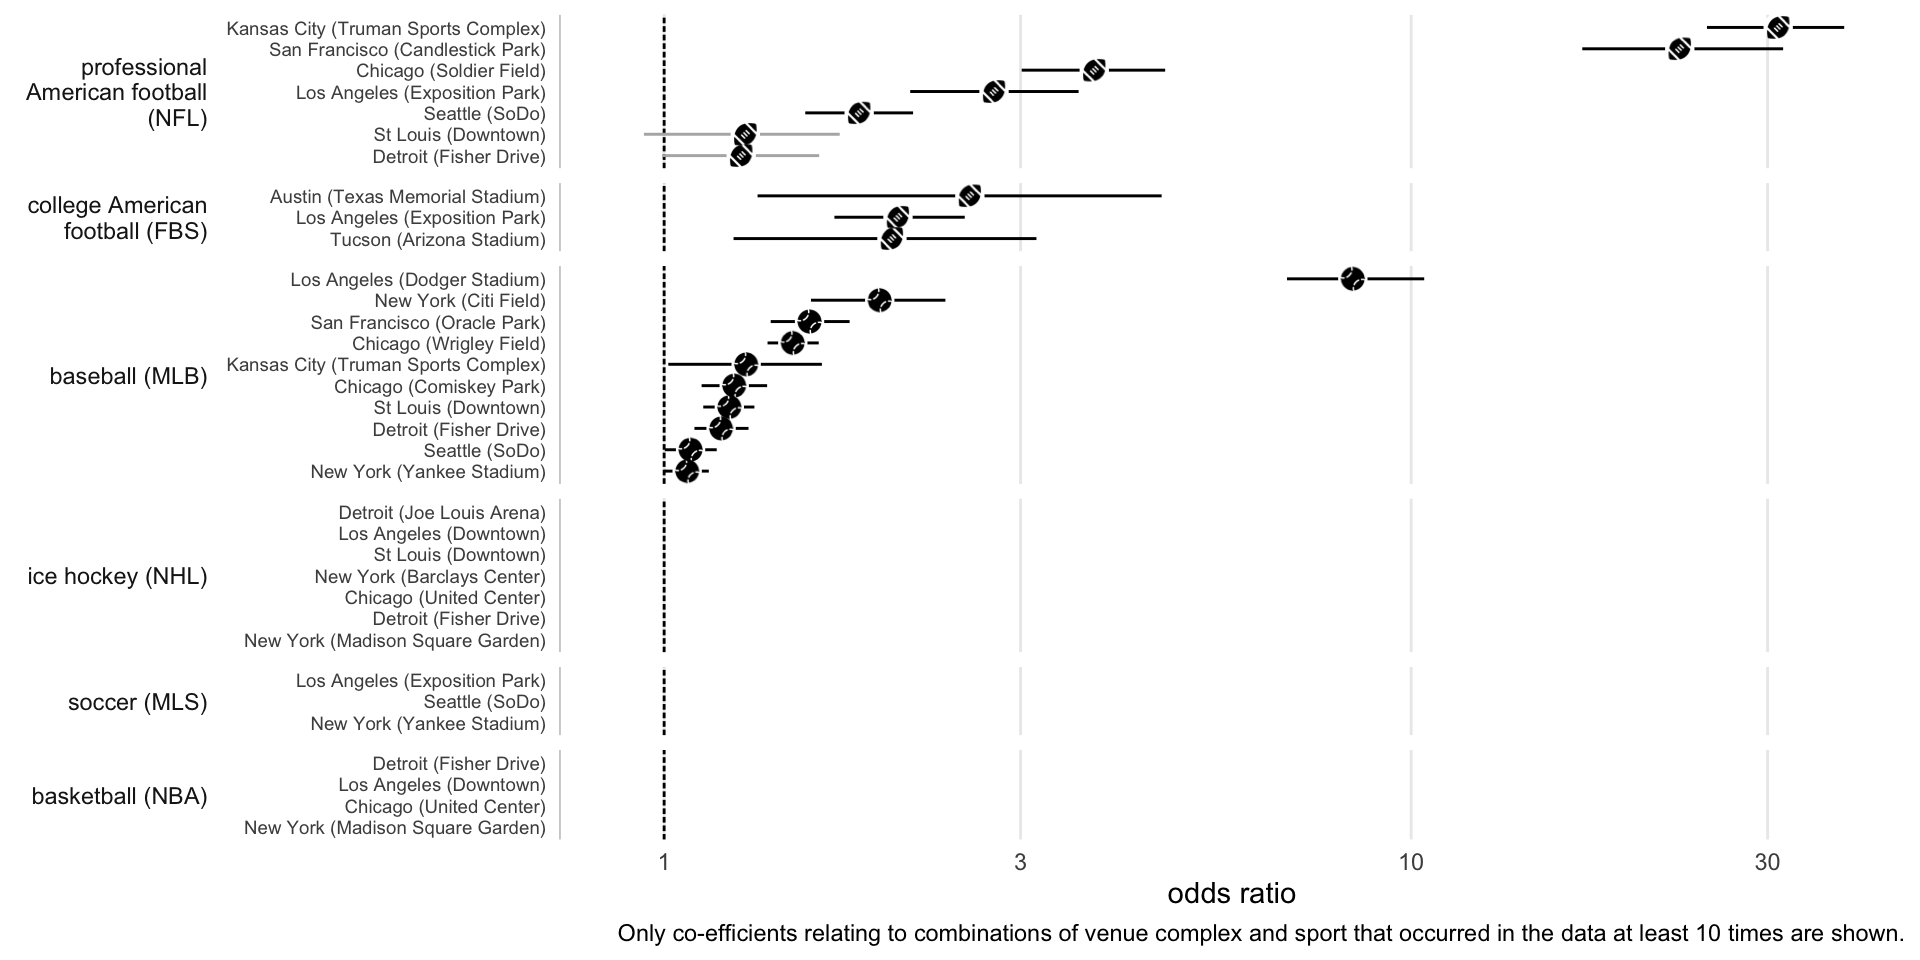 professional
American football
(NFL)
Kansas City (Truman Sports Complex)
San Francisco (Candlestick Park)
Chicago (Soldier Field)
Los Angeles (Exposition Park)
Seattle (SoDo)
St Louis (Downtown)
Detroit (Fisher Drive)
college American
football (FBS)
Austin (Texas Memorial Stadium)
Los Angeles (Exposition Park)
Tucson (Arizona Stadium)
baseball (MLB)
Los Angeles (Dodger Stadium)
New York (Citi Field)
San Francisco (Oracle Park)
Chicago (Wrigley Field)
Kansas City (Truman Sports Complex)
Chicago (Comiskey Park)
St Louis (Downtown)
Detroit (Fisher Drive)
Seattle (SoDo)
New York (Yankee Stadium)
ice hockey (NHL)
Detroit (Joe Louis Arena)
Los Angeles (Downtown)
St Louis (Downtown)
New York (Barclays Center)
Chicago (United Center)
Detroit (Fisher Drive)
New York (Madison Square Garden)
soccer (MLS)
Los Angeles (Exposition Park)
Seattle (SoDo)
New York (Yankee Stadium)
basketball (NBA)
Detroit (Fisher Drive)
Los Angeles (Downtown)
Chicago (United Center)
New York (Madison Square Garden)
1 3 10 30
odds ratio
Only co-efficients relating to combinations of venue complex and sport that occurred in the data at least 10 times are shown.